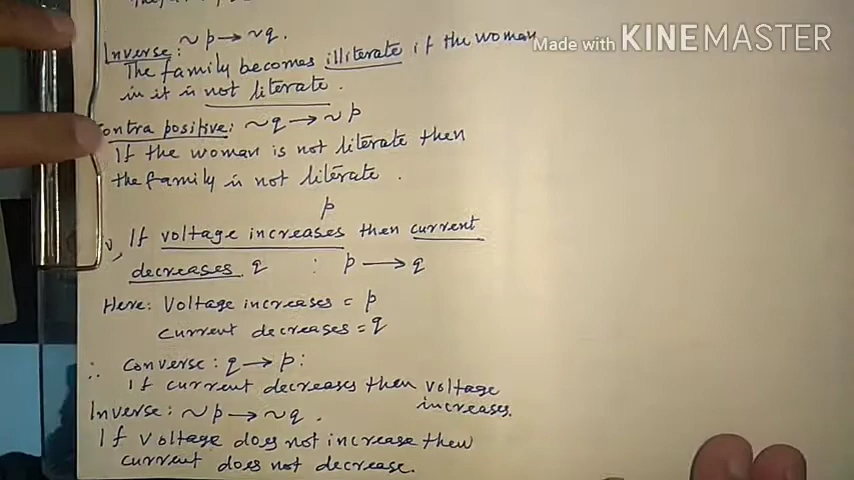 Inverse: ~p → ~q.
The family becomes illiterate if the woman
in it is not literate.
Contra positive: ~q → ~p
If the woman is not literate then
the family is not literate.
p
v, If voltage increases then current
decreases q : p → q
Here: Voltage increases = p
current decreases = q
∴ Converse: q → p:
If current decreases then voltage
increases.
Inverse: ~p → ~q.
If voltage does not increase then
current does not decrease.
Made with KINEMASTER